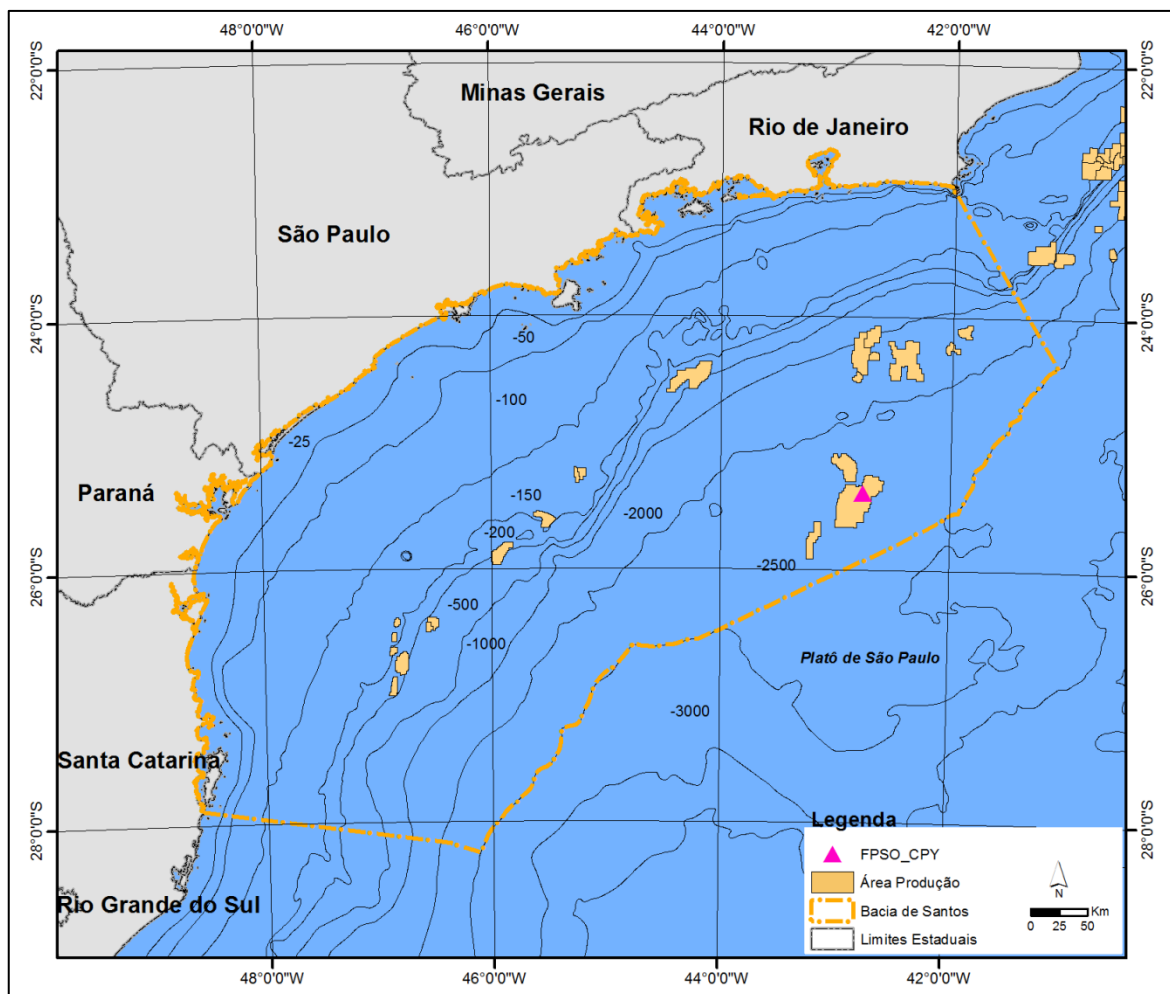 48°0'0"W
46°0'0"W
44°0'0"W
42°0'0"W
22°0'0"S
22°0'0"S
Minas Gerais
Rio de Janeiro
São Paulo
24°0'0"S
24°0'0"S
-50
-100
-25
Paraná
-150
-200
-2000
-2500
26°0'0"S
26°0'0"S
-500
-1000
Platô de São Paulo
-3000
Santa Catarina
28°0'0"S
28°0'0"S
Legenda
FPSO_CPY
Área Produção
Bacia de Santos
Limites Estaduais
N
Km
0 25 50
Rio Grande do Sul
48°0'0"W
46°0'0"W
44°0'0"W
42°0'0"W